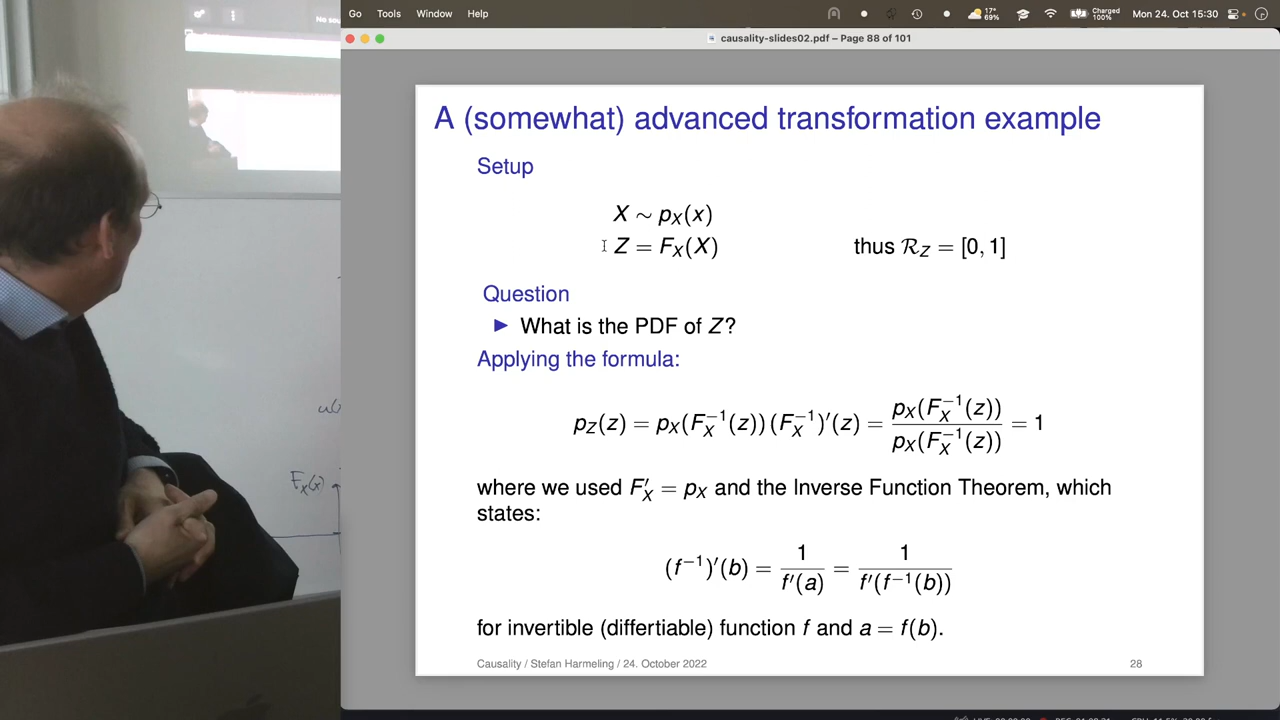 Go Tools Window Help
17°
69%
Charged
100%
Mon 24. Oct 15:30
causality-slides02.pdf – Page 88 of 101
A (somewhat) advanced transformation example
Setup
X ∼ p_X(x)
Z = F_X(X) thus R_Z = [0, 1]
Question
▶ What is the PDF of Z?
Applying the formula:
p_Z(z) = p_X(F_X^{-1}(z)) (F_X^{-1})′(z) = p_X(F_X^{-1}(z)) / p_X(F_X^{-1}(z)) = 1
where we used F′_X = p_X and the Inverse Function Theorem, which
states:
(f^{-1})′(b) = 1 / f′(a) = 1 / f′(f^{-1}(b))
for invertible (differtiable) function f and a = f(b).
Causality / Stefan Harmeling / 24. October 2022 28
F_X(x)